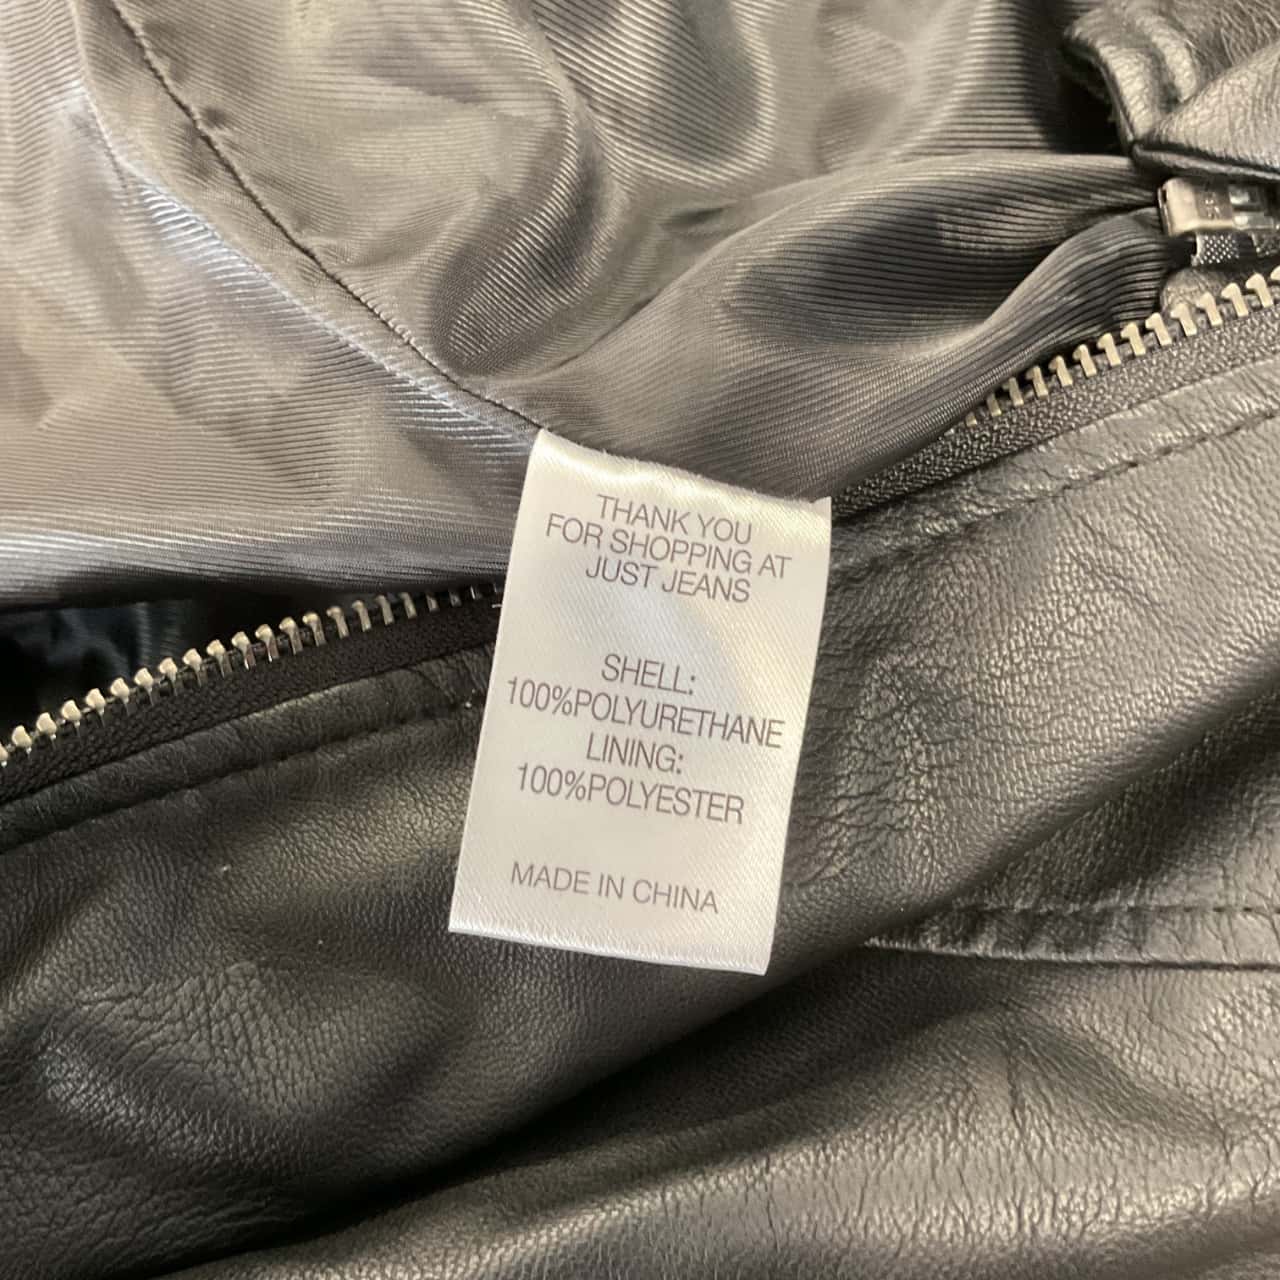 THANK YOU
FOR SHOPPING AT
JUST JEANS
SHELL:
100%POLYURETHANE
LINING:
100%POLYESTER
MADE IN CHINA